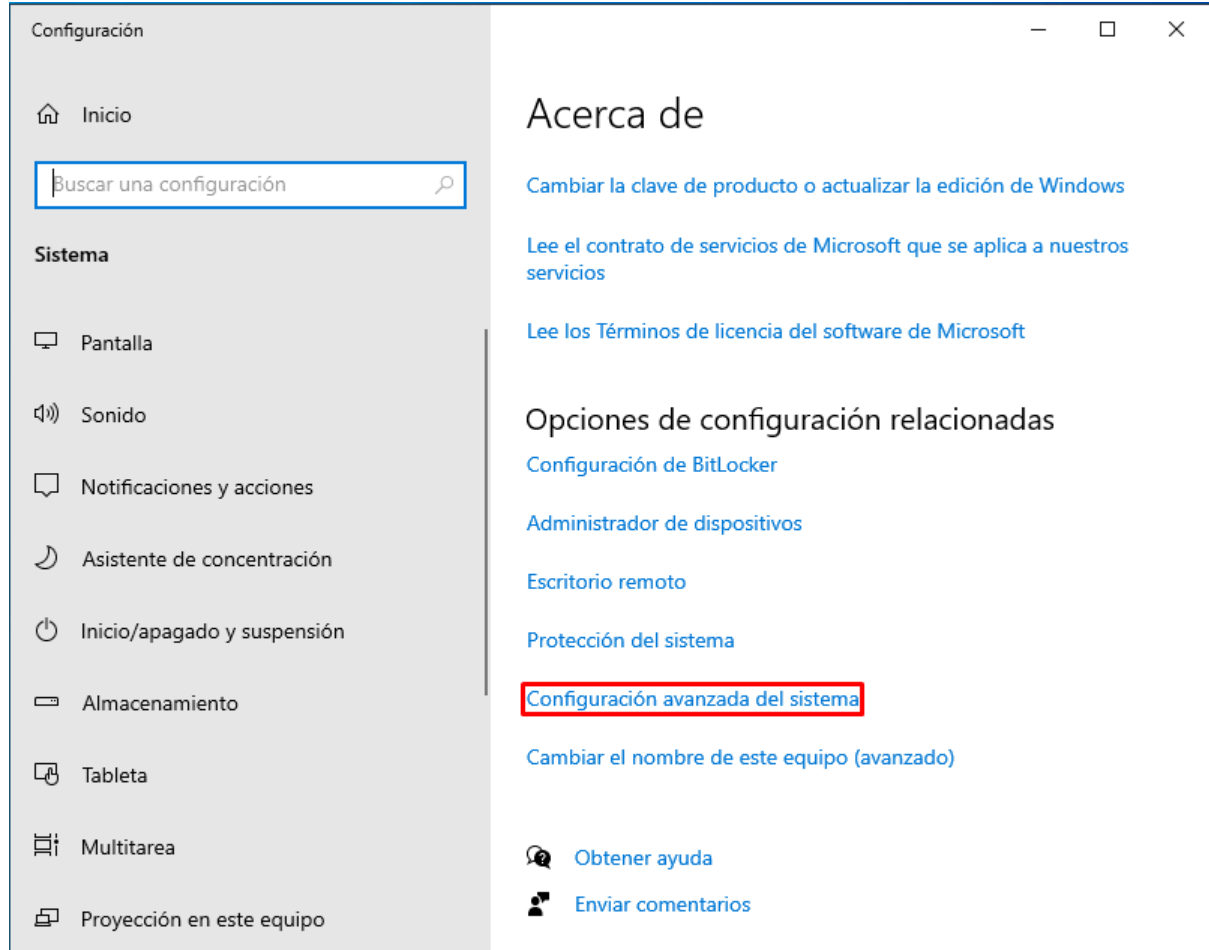 Configuración
Inicio
Buscar una configuración
Sistema
Pantalla
Sonido
Notificaciones y acciones
Asistente de concentración
Inicio/apagado y suspensión
Almacenamiento
Tableta
Multitarea
Proyección en este equipo
Acerca de
Cambiar la clave de producto o actualizar la edición de Windows
Lee el contrato de servicios de Microsoft que se aplica a nuestros
servicios
Lee los Términos de licencia del software de Microsoft
Opciones de configuración relacionadas
Configuración de BitLocker
Administrador de dispositivos
Escritorio remoto
Protección del sistema
Configuración avanzada del sistema
Cambiar el nombre de este equipo (avanzado)
Obtener ayuda
Enviar comentarios